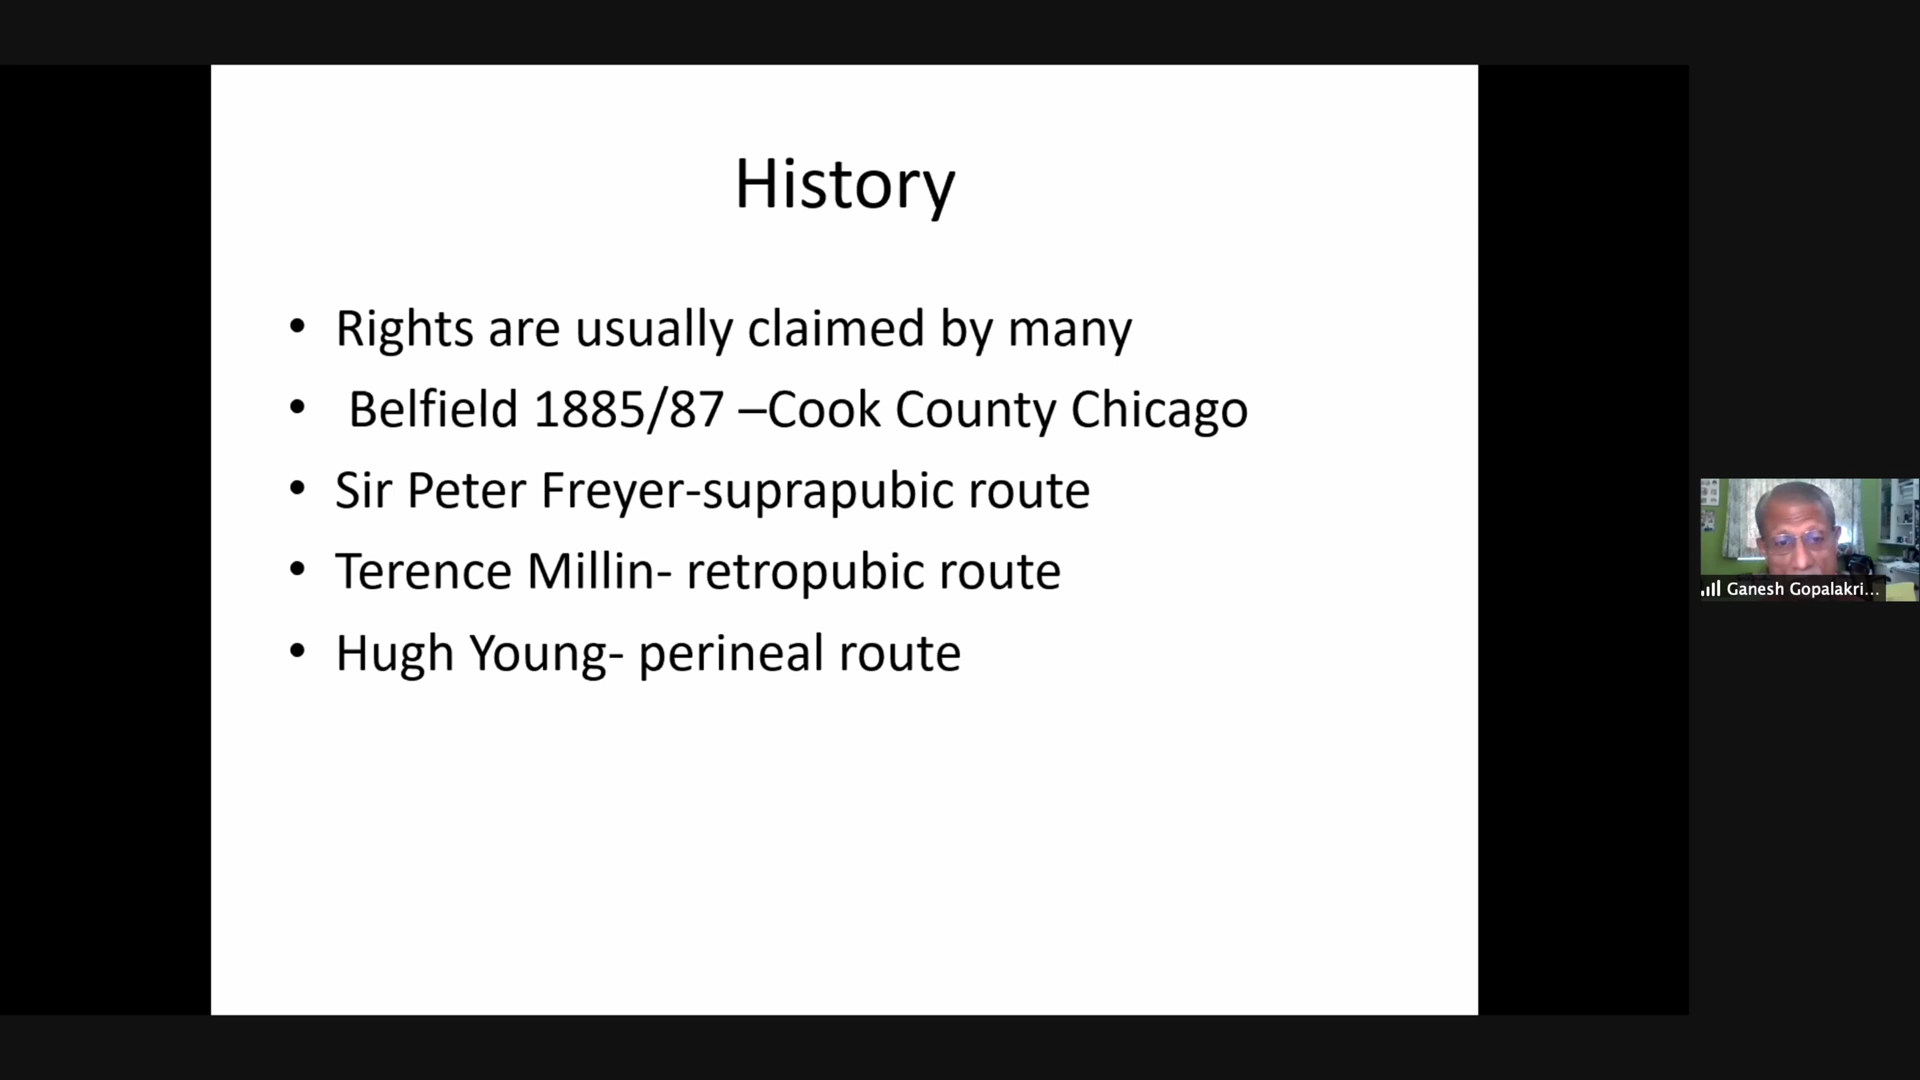 History
• Rights are usually claimed by many
• Belfield 1885/87 –Cook County Chicago
• Sir Peter Freyer-suprapubic route
• Terence Millin- retropubic route
• Hugh Young- perineal route
Ganesh Gopalakri...